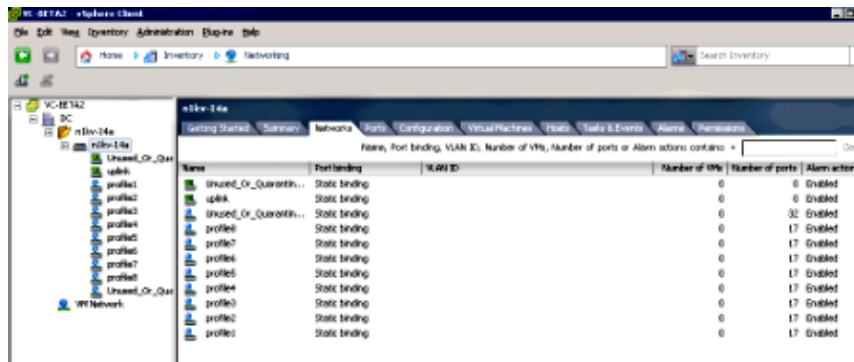 VC-BETA2 - vSphere Client
File Edit View Inventory Administration Plug-ins Help
Home Inventory Networking
Search Inventory
VC-BETA2
DC
n1kv-14a
n1kv-14a
Unused_Or_Qua
uplink
profile1
profile2
profile3
profile4
profile5
profile6
profile7
profile8
Unused_Or_Qua
VM Network
n1kv-14a
Getting Started Summary Networks Ports Configuration Virtual Machines Hosts Tasks & Events Alarms Permissions
Name, Port binding, VLAN ID, Number of VMs, Number of ports or Alarm actions contains:
Name Port binding VLAN ID Number of VMs Number of ports Alarm action
Unused_Or_Quarantin... Static binding 0 0 Enabled
uplink Static binding 0 0 Enabled
Unused_Or_Quarantin... Static binding 0 32 Enabled
profile8 Static binding 0 17 Enabled
profile7 Static binding 0 17 Enabled
profile6 Static binding 0 17 Enabled
profile5 Static binding 0 17 Enabled
profile4 Static binding 0 17 Enabled
profile3 Static binding 0 17 Enabled
profile2 Static binding 0 17 Enabled
profile1 Static binding 0 17 Enabled